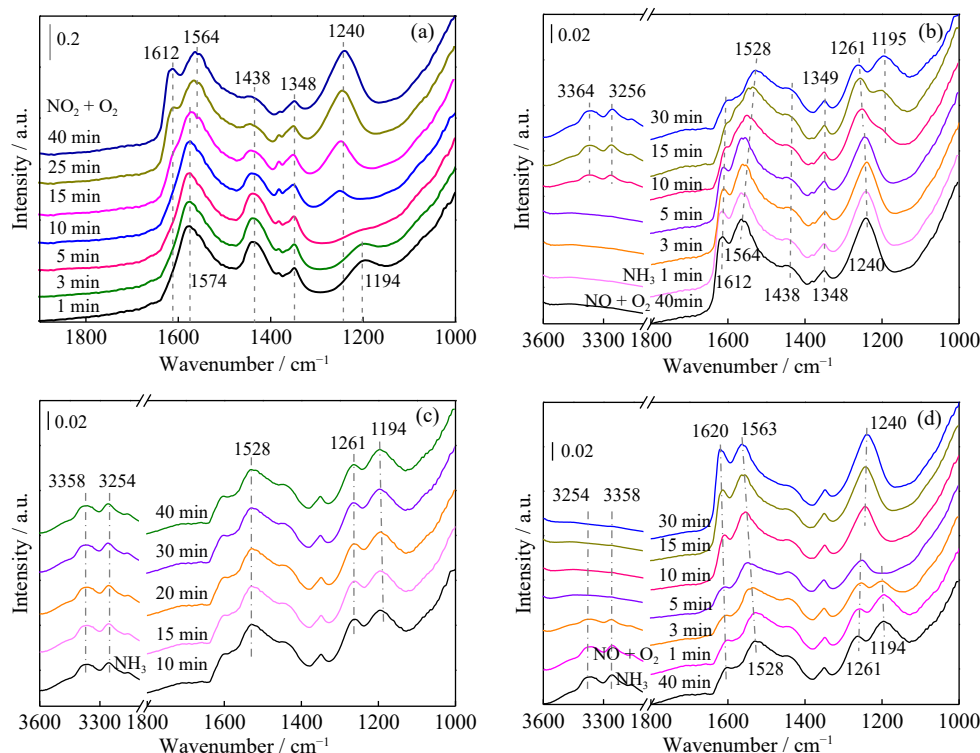 0.2
1612
1564
1240
(a)
1438
1348
NO₂ + O₂
40 min
25 min
15 min
10 min
5 min
3 min
1 min
1574
1194
Intensity / a.u.
1800
1600
1400
1200
1000
Wavenumber / cm⁻¹
0.02
1528
1261
1195
(b)
1349
3364
3256
30 min
15 min
10 min
5 min
3 min
NH₃ 1 min
NO + O₂ 40min
1564
1612
1438
1348
1240
Intensity / a.u.
3600
3300
1800
1600
1400
1200
1000
Wavenumber / cm⁻¹
0.02
(c)
1528
1261
1194
3358
3254
40 min
30 min
20 min
15 min
NH₃
10 min
Intensity / a.u.
3600
3300
1800
1600
1400
1200
1000
Wavenumber / cm⁻¹
0.02
(d)
1620
1563
1240
3254
3358
30 min
15 min
10 min
5 min
3 min
NO + O₂
1 min
NH₃
40 min
1528
1261
1194
Intensity / a.u.
3600
3300
1800
1600
1400
1200
1000
Wavenumber / cm⁻¹